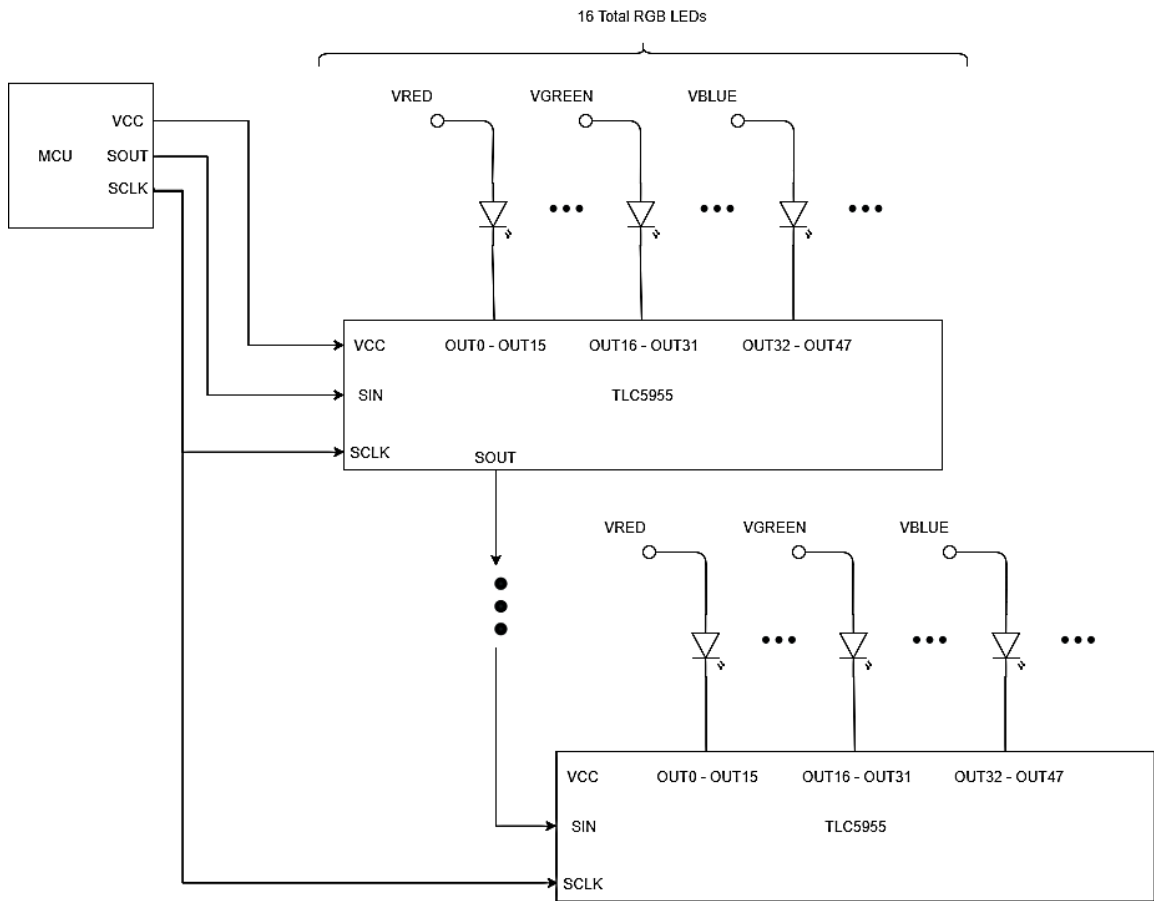 16 Total RGB LEDs
VRED VGREEN VBLUE
VCC
MCU SOUT
SCLK
VCC OUT0 - OUT15 OUT16 - OUT31 OUT32 - OUT47
SIN TLC5955
SCLK
SOUT
VRED VGREEN VBLUE
VCC OUT0 - OUT15 OUT16 - OUT31 OUT32 - OUT47
SIN TLC5955
SCLK